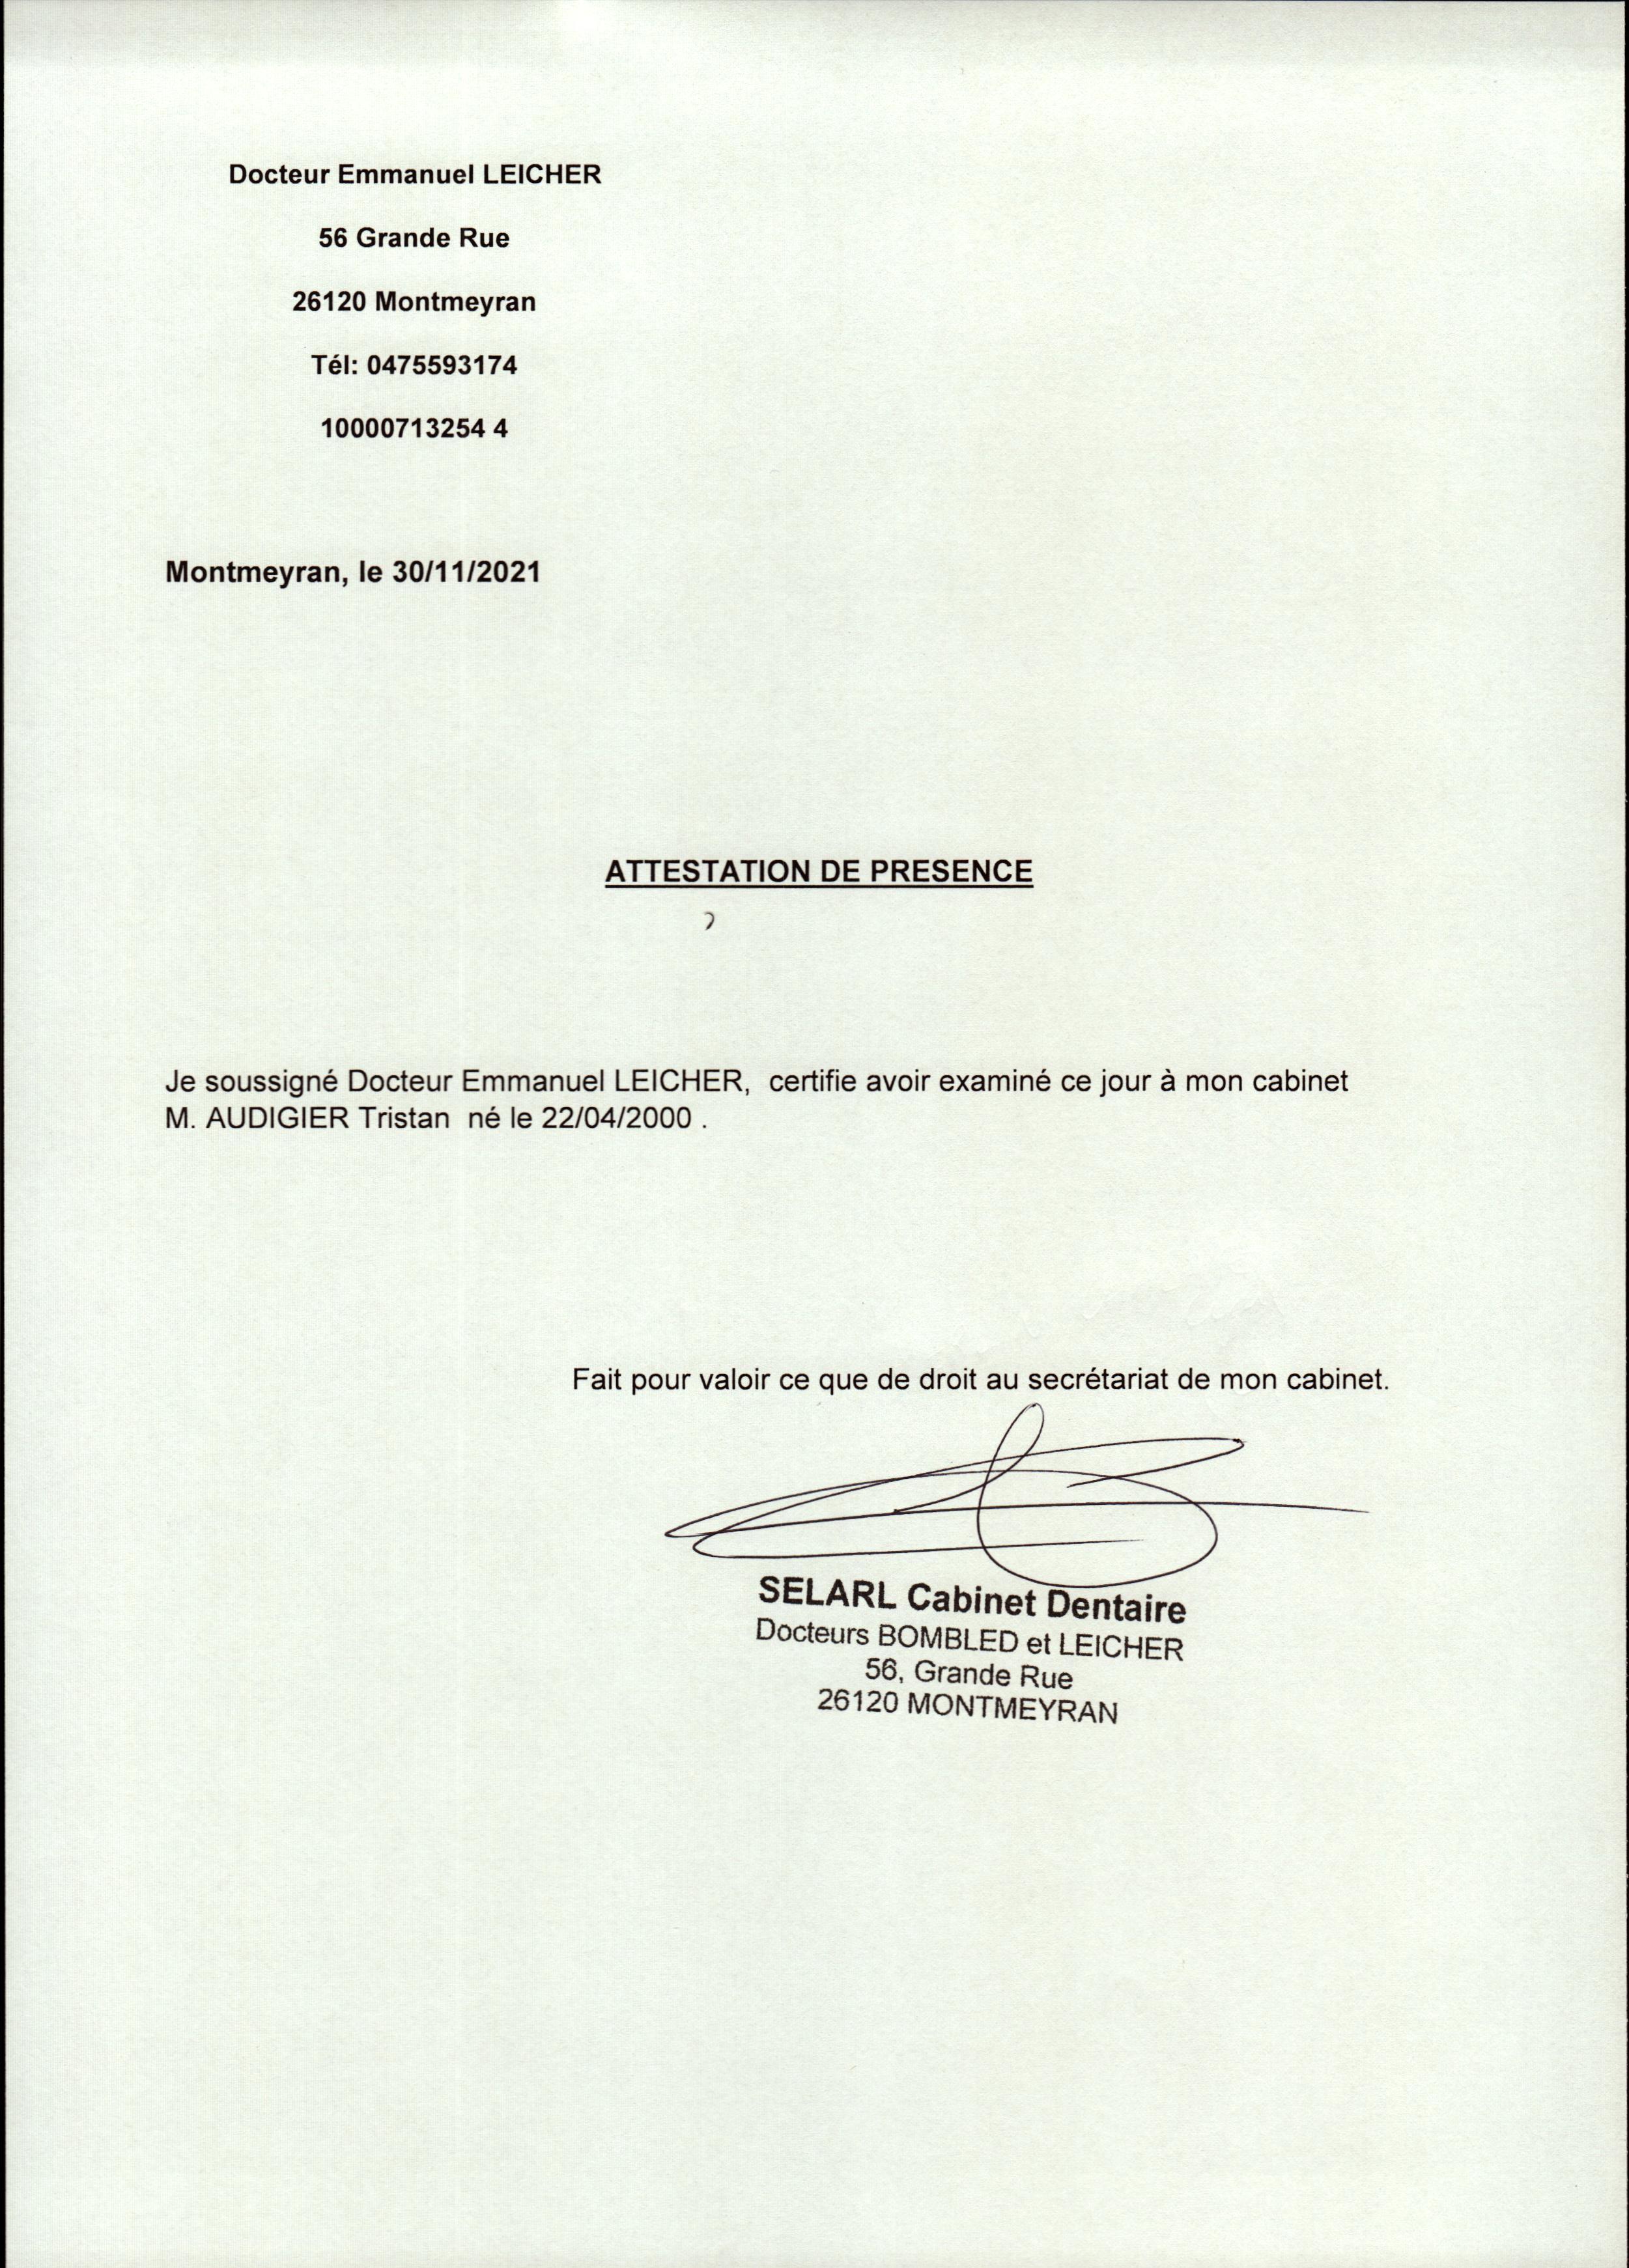 Docteur Emmanuel LEICHER
56 Grande Rue
26120 Montmeyran
Tél: 0475593174
10000713254 4
Montmeyran, le 30/11/2021
ATTESTATION DE PRESENCE
Je soussigné Docteur Emmanuel LEICHER, certifie avoir examiné ce jour à mon cabinet
M. AUDIGIER Tristan né le 22/04/2000 .
Fait pour valoir ce que de droit au secrétariat de mon cabinet.
SELARL Cabinet Dentaire
Docteurs BOMBLED et LEICHER
56, Grande Rue
26120 MONTMEYRAN